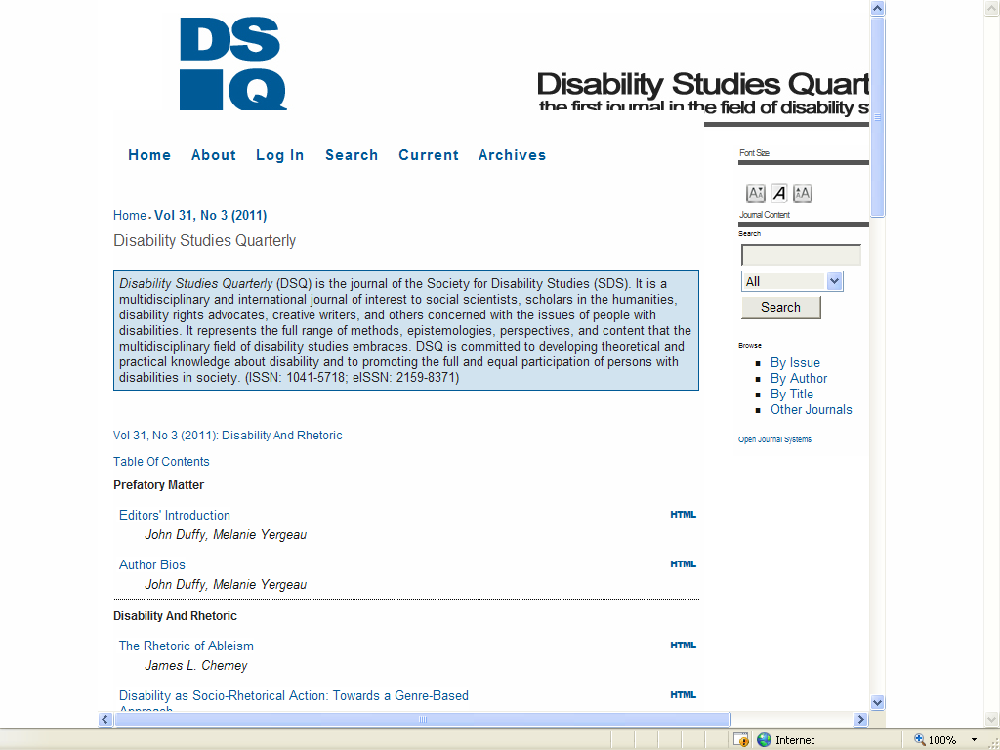 DS
Q
Disability Studies Quart
the first journal in the field of disability s
Home About Log In Search Current Archives
Font Size
A A A
Journal Content
Search
All
Search
Browse
By Issue
By Author
By Title
Other Journals
Open Journal Systems
Home Vol 31, No 3 (2011)
Disability Studies Quarterly
Disability Studies Quarterly (DSQ) is the journal of the Society for Disability Studies (SDS). It is a
multidisciplinary and international journal of interest to social scientists, scholars in the humanities,
disability rights advocates, creative writers, and others concerned with the issues of people with
disabilities. It represents the full range of methods, epistemologies, perspectives, and content that the
multidisciplinary field of disability studies embraces. DSQ is committed to developing theoretical and
practical knowledge about disability and to promoting the full and equal participation of persons with
disabilities in society. (ISSN: 1041-5718; eISSN: 2159-8371)
Vol 31, No 3 (2011): Disability And Rhetoric
Table Of Contents
Prefatory Matter
Editors' Introduction HTML
John Duffy, Melanie Yergeau
Author Bios HTML
John Duffy, Melanie Yergeau
Disability And Rhetoric
The Rhetoric of Ableism HTML
James L. Cherney
Disability as Socio-Rhetorical Action: Towards a Genre-Based HTML
Approach
Internet 100%